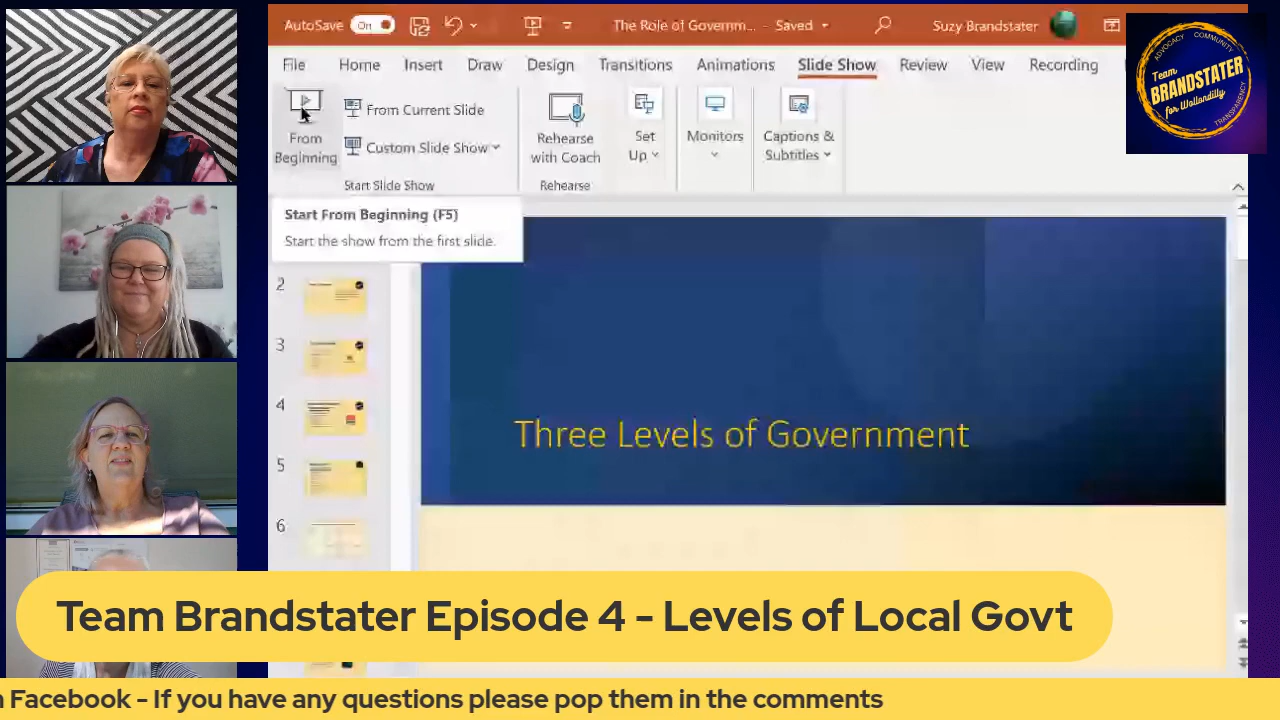 AutoSave On The Role of Governm... - Saved Suzy Brandstater
File Home Insert Draw Design Transitions Animations Slide Show Review View Recording
From Beginning
From Current Slide
Custom Slide Show
Start Slide Show
Rehearse with Coach
Rehearse
Set Up
Monitors
Captions & Subtitles
Start From Beginning (F5)
Start the show from the first slide.
2
3
4
5
6
Three Levels of Government
ADVOCACY COMMUNITY
Team
BRANDSTATER
for Wollondilly
TRANSPARENCY
Team Brandstater Episode 4 - Levels of Local Govt
Facebook - If you have any questions please pop them in the comments